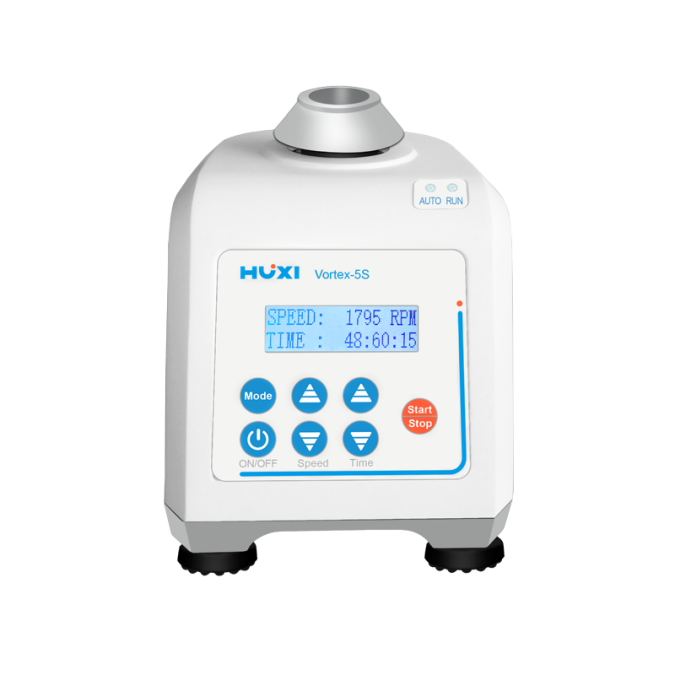 AUTO RUN
HUXI Vortex-5S
SPEED: 1795 RPM
TIME : 48:60:15
Mode
Start
Stop
ON/OFF Speed Time